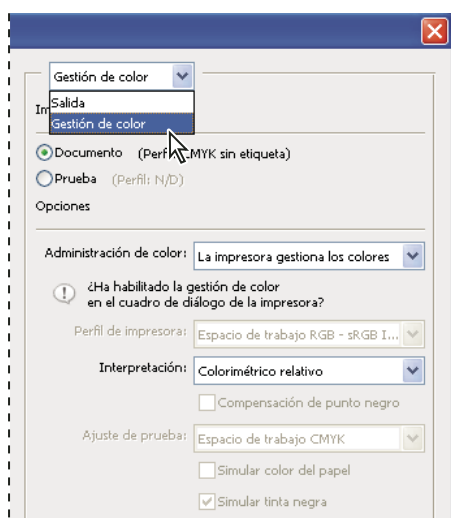 Gestión de color
Im
Salida
Gestión de color
Documento (Perf MYK sin etiqueta)
Prueba (Perfil: N/D)
Opciones
Administración de color: La impresora gestiona los colores
¿Ha habilitado la gestión de color
en el cuadro de diálogo de la impresora?
Perfil de impresora: Espacio de trabajo RGB - sRGB I...
Interpretación: Colorimétrico relativo
Compensación de punto negro
Ajuste de prueba: Espacio de trabajo CMYK
Simular color del papel
Simular tinta negra